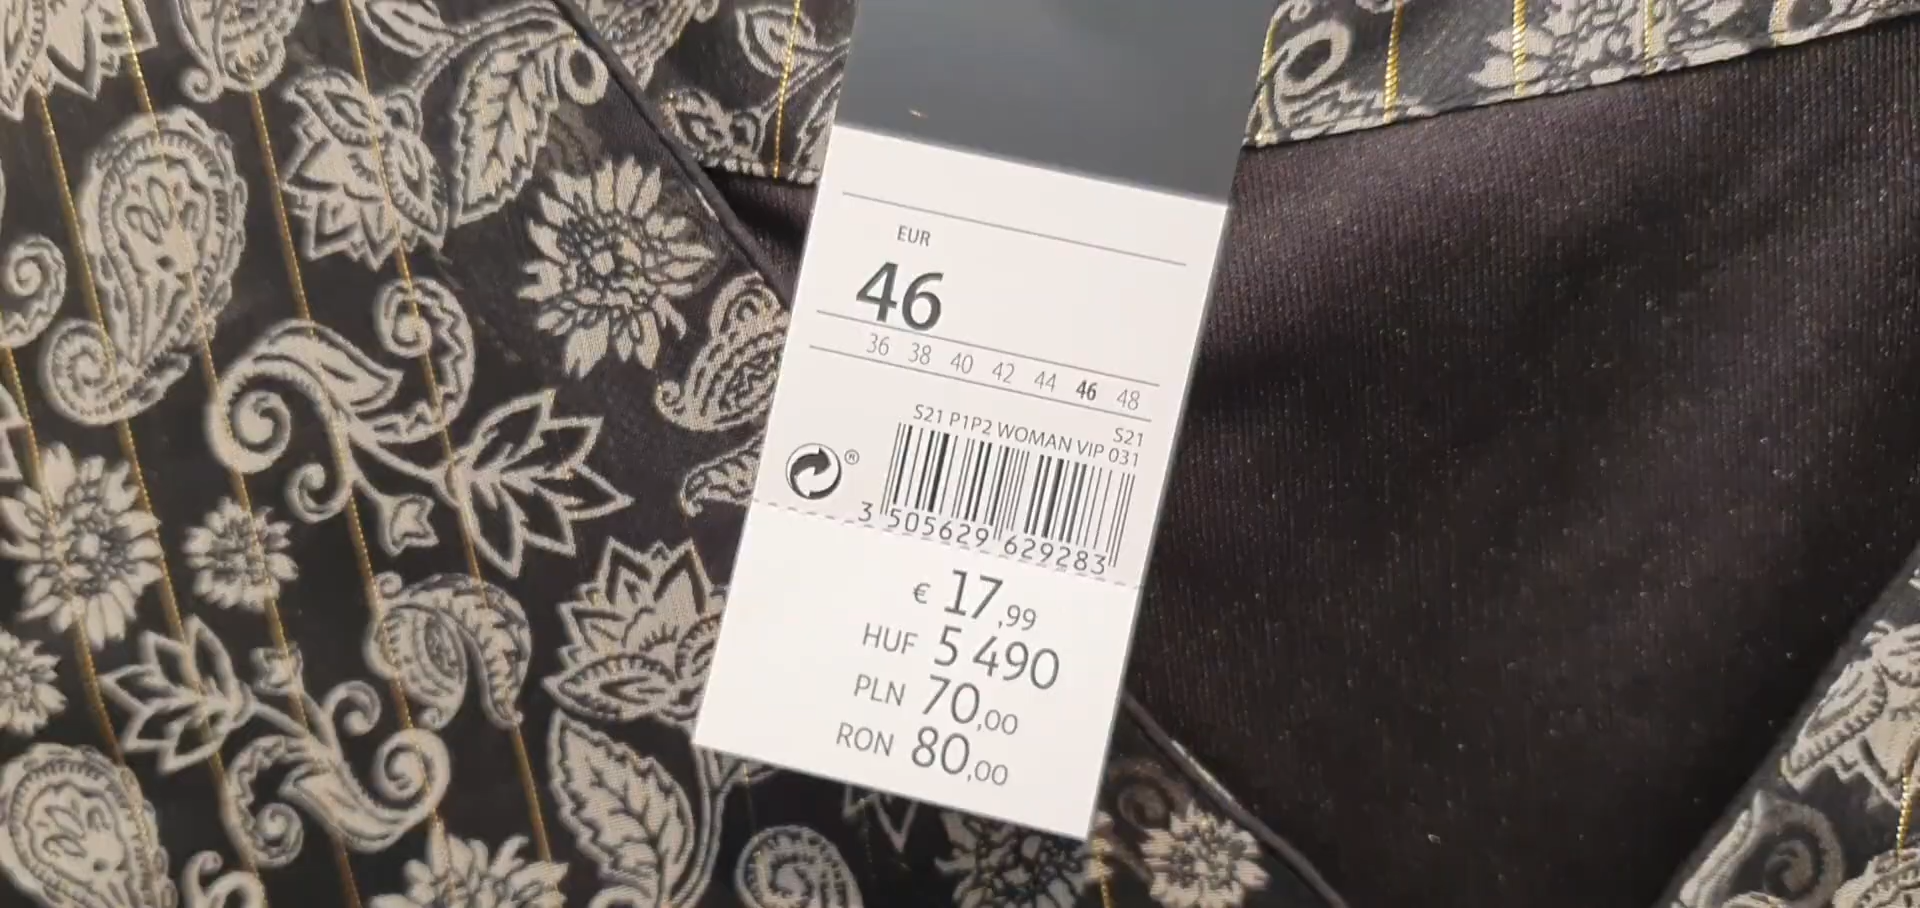 EUR
46
36 38 40 42 44 46 48
S21
S21 P1P2 WOMAN VIP 031
®
3 505629 629283
€ 17,99
HUF 5 490
PLN 70,00
RON 80,00